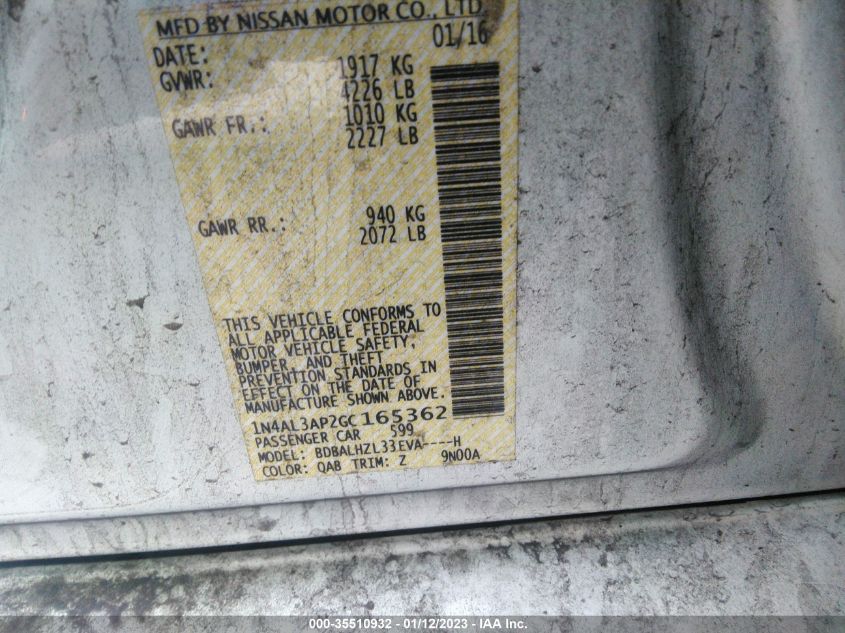 MFD BY NISSAN MOTOR CO., LTD
DATE: 01/16
GVWR: 1917 KG
4226 LB
GAWR FR.: 1010 KG
2227 LB
GAWR RR.: 940 KG
2072 LB
THIS VEHICLE CONFORMS TO
ALL APPLICABLE FEDERAL
MOTOR VEHICLE SAFETY,
BUMPER, AND THEFT
PREVENTION STANDARDS IN
EFFECT ON THE DATE OF
MANUFACTURE SHOWN ABOVE.
1N4AL3AP2GC165362
PASSENGER CAR 599
MODEL: BDBALHZL33EVA----H
COLOR: QAB TRIM: Z 9N00A
000-35510932 - 01/12/2023 - IAA Inc.